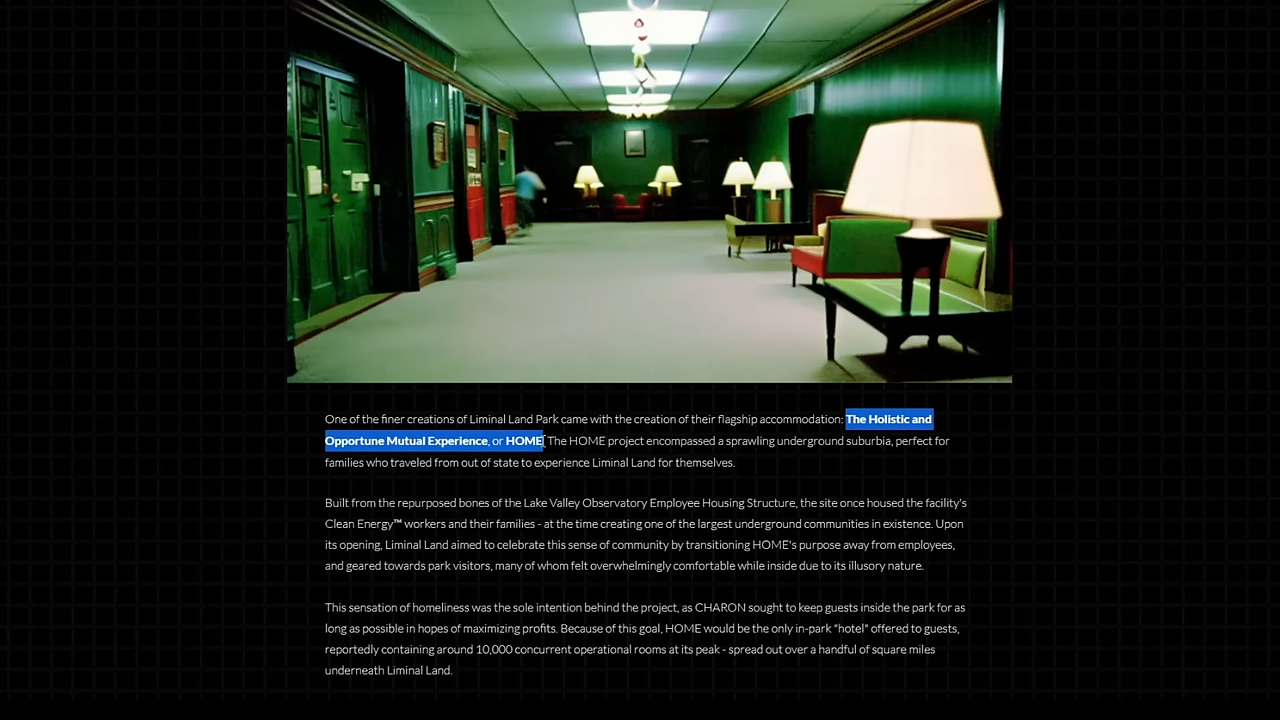 One of the finer creations of Liminal Land Park came with the creation of their flagship accommodation: The Holistic and
Opportune Mutual Experience, or HOME. The HOME project encompassed a sprawling underground suburbia, perfect for
families who traveled from out of state to experience Liminal Land for themselves.
Built from the repurposed bones of the Lake Valley Observatory Employee Housing Structure, the site once housed the facility's
Clean Energy™ workers and their families - at the time creating one of the largest underground communities in existence. Upon
its opening, Liminal Land aimed to celebrate this sense of community by transitioning HOME's purpose away from employees,
and geared towards park visitors, many of whom felt overwhelmingly comfortable while inside due to its illusory nature.
This sensation of homeliness was the sole intention behind the project, as CHARON sought to keep guests inside the park for as
long as possible in hopes of maximizing profits. Because of this goal, HOME would be the only in-park "hotel" offered to guests,
reportedly containing around 10,000 concurrent operational rooms at its peak - spread out over a handful of square miles
underneath Liminal Land.